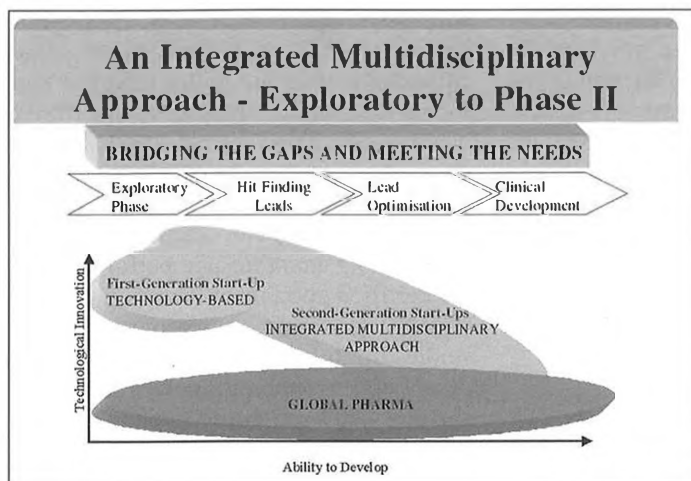 An Integrated Multidisciplinary
Approach - Exploratory to Phase II
BRIDGING THE GAPS AND MEETING THE NEEDS
Exploratory
Phase
Hit Finding
Leads
Lead
Optimisation
Clinical
Development
Technological Innovation
First-Generation Start-Up
TECHNOLOGY-BASED
Second-Generation Start-Ups
INTEGRATED MULTIDISCIPLINARY
APPROACH
GLOBAL PHARMA
Ability to Develop